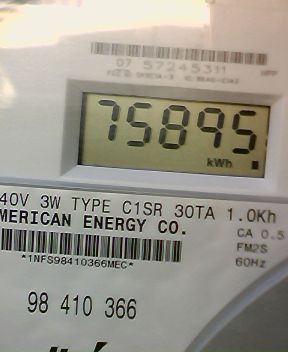 07 57245311
75895
kWh
40V 3W TYPE C1SR 30TA 1.0Kh
MERICAN ENERGY CO.
CA 0.5
FM2S
60Hz
*1NFS98410366MEC*
98 410 366